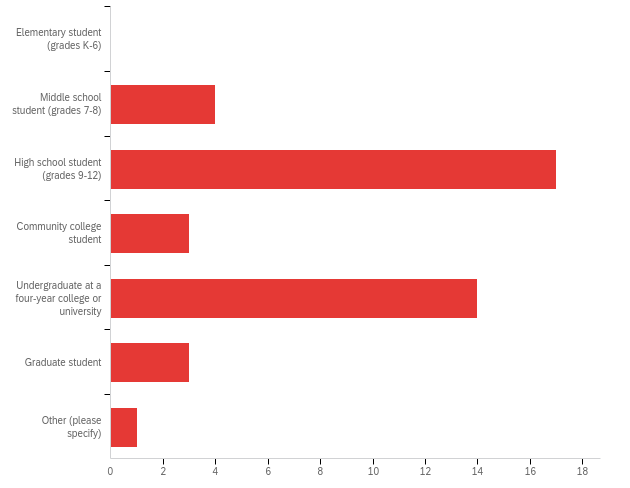 Elementary student
(grades K-6)
Middle school
student (grades 7-8)
High school student
(grades 9-12)
Community college
student
Undergraduate at a
four-year college or
university
Graduate student
Other (please
specify)
0 2 4 6 8 10 12 14 16 18